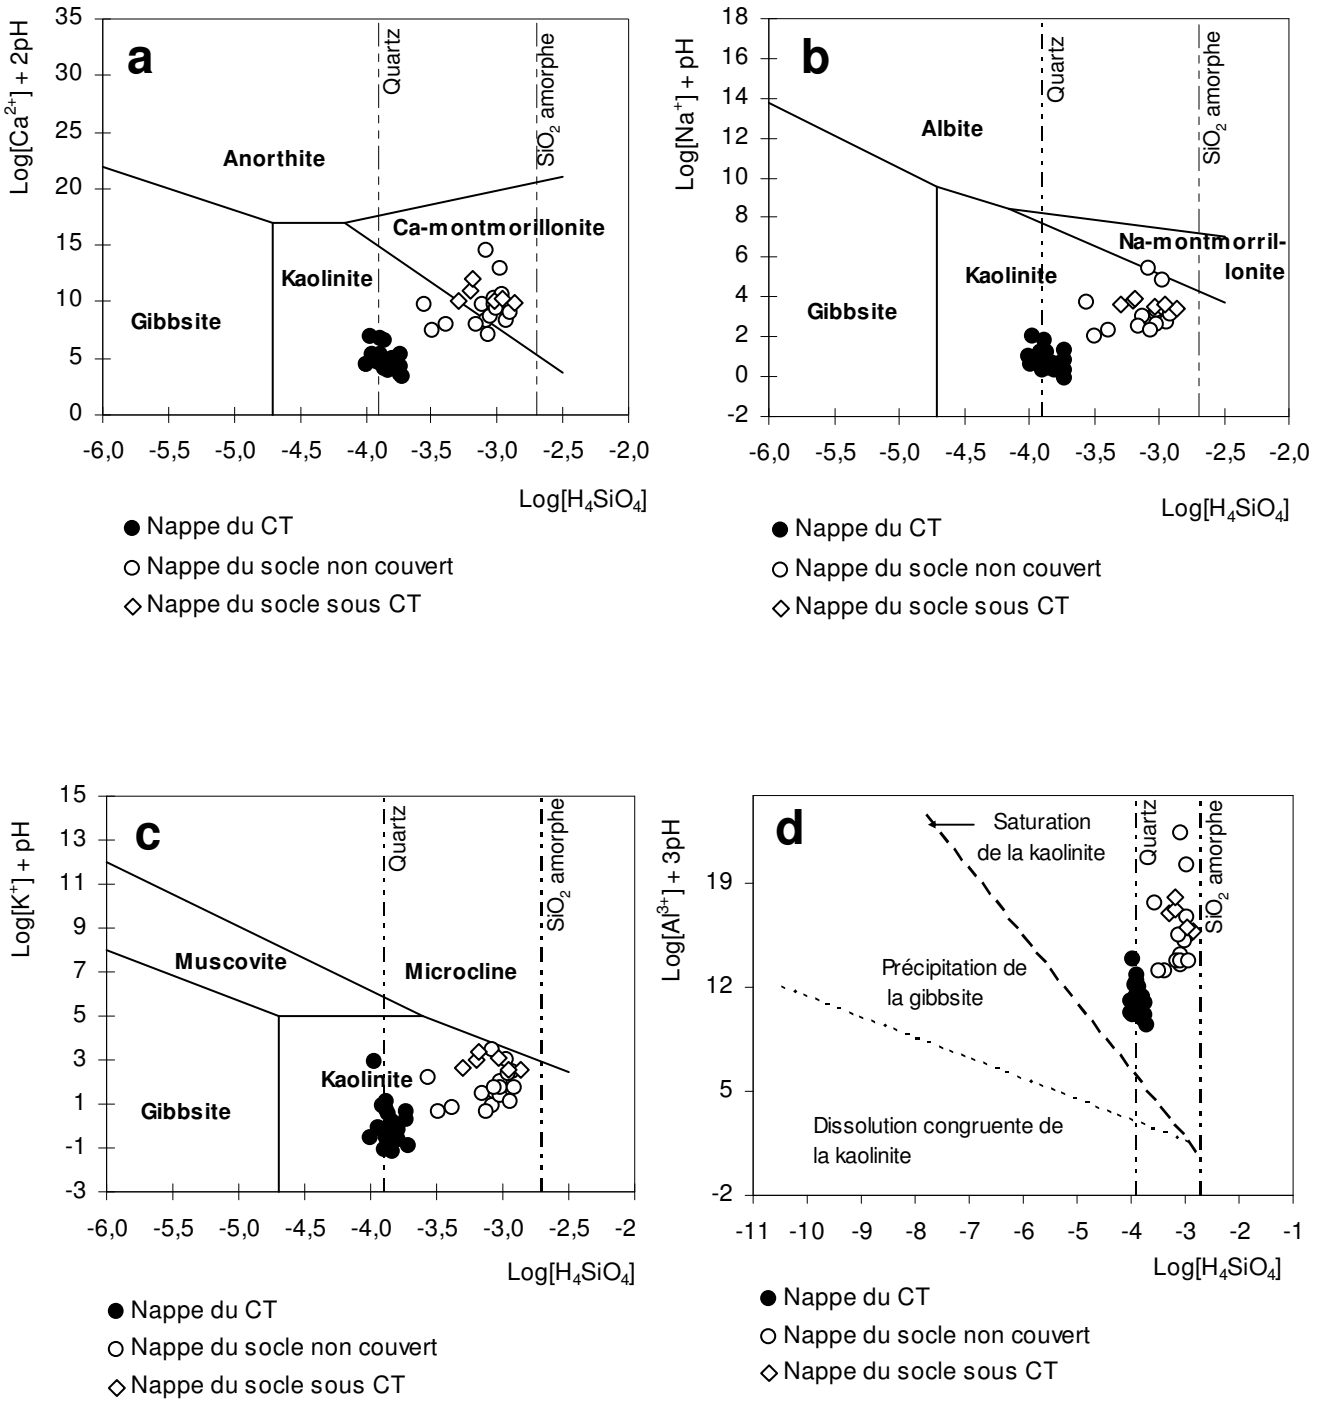 a
Log[Ca²⁺] + 2pH
35
30
25
20
15
10
5
0
Quartz
SiO₂ amorphe
Anorthite
Ca-montmorillonite
Kaolinite
Gibbsite
-6,0 -5,5 -5,0 -4,5 -4,0 -3,5 -3,0 -2,5 -2,0
Log[H₄SiO₄]
Nappe du CT
Nappe du socle non couvert
Nappe du socle sous CT
b
Log[Na⁺] + pH
18
16
14
12
10
8
6
4
2
0
-2
Quartz
SiO₂ amorphe
Albite
Na-montmorril-
lonite
Kaolinite
Gibbsite
-6,0 -5,5 -5,0 -4,5 -4,0 -3,5 -3,0 -2,5 -2,0
Log[H₄SiO₄]
Nappe du CT
Nappe du socle non couvert
Nappe du socle sous CT
c
Log[K⁺] + pH
15
13
11
9
7
5
3
1
-1
-3
Quartz
SiO₂ amorphe
Muscovite
Microcline
Kaolinite
Gibbsite
-6,0 -5,5 -5,0 -4,5 -4,0 -3,5 -3,0 -2,5 -2
Log[H₄SiO₄]
Nappe du CT
Nappe du socle non couvert
Nappe du socle sous CT
d
Log[Al³⁺] + 3pH
19
12
5
-2
Saturation
de la kaolinite
Quartz
SiO₂ amorphe
Précipitation de
la gibbsite
Dissolution congruente de
la kaolinite
-11 -10 -9 -8 -7 -6 -5 -4 -3 -2 -1
Log[H₄SiO₄]
Nappe du CT
Nappe du socle non couvert
Nappe du socle sous CT